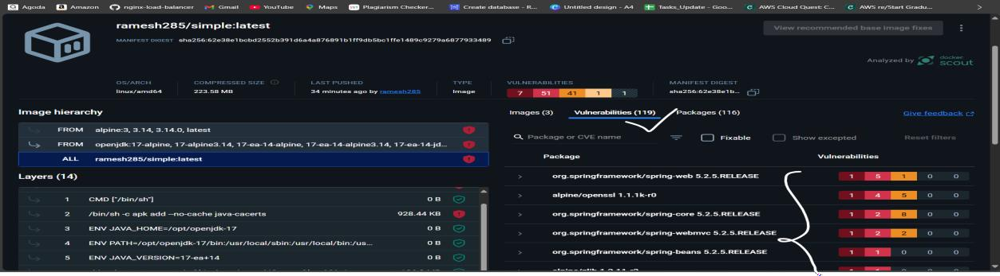 Agoda Amazon nginx-load-balancer Gmail YouTube Maps Plagiarism Checker... Create database - R... Untitled design - A4 Tasks_Update - Goo... AWS Cloud Quest: C... AWS re/Start Gradu... >
ramesh285/simple:latest
View recommended base image fixes
MANIFEST DIGEST sha256:62e38e1bcbd2552b391d6a4a876891b1ff9db5bc1ffe1489c9279a6877933489
Analyzed by docker scout
OS/ARCH COMPRESSED SIZE LAST PUSHED TYPE VULNERABILITIES MANIFEST DIGEST
linux/amd64 223.58 MB 34 minutes ago by ramesh285 Image 7 51 41 1 1 sha256:62e38e1b...
Image hierarchy
Images (3) Vulnerabilities (119) Packages (116) Give feedback
FROM alpine:3, 3.14, 3.14.0, latest
Package or CVE name Fixable Show excepted Reset filters
FROM openjdk:17-alpine, 17-alpine3.14, 17-ea-14-alpine, 17-ea-14-alpine3.14, 17-ea-14-jd...
ALL ramesh285/simple:latest
Package Vulnerabilities
Layers (14)
> org.springframework/spring-web 5.2.5.RELEASE 1 5 1 0 0
1 CMD ["/bin/sh"] 0 B
> alpine/openssl 1.1.1k-r0 1 4 5 0 0
2 /bin/sh -c apk add --no-cache java-cacerts 928.44 KB
> org.springframework/spring-core 5.2.5.RELEASE 1 2 8 0 0
3 ENV JAVA_HOME=/opt/openjdk-17 0 B
> org.springframework/spring-webmvc 5.2.5.RELEASE 1 2 2 0 0
4 ENV PATH=/opt/openjdk-17/bin:/usr/local/sbin:/usr/local/bin:/us... 0 B
> org.springframework/spring-beans 5.2.5.RELEASE 1 1 0 0 0
5 ENV JAVA_VERSION=17-ea+14 0 B